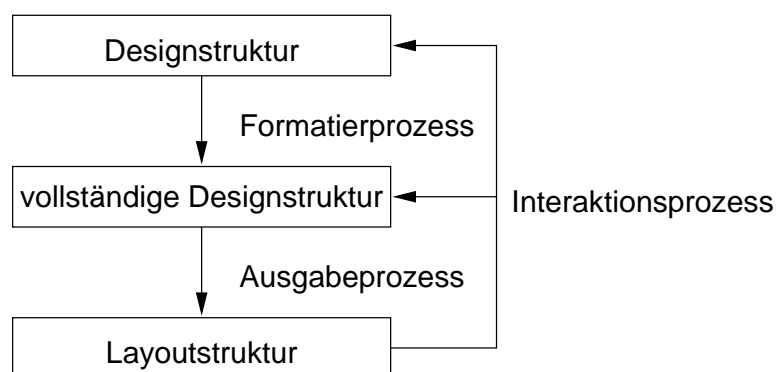 Designstruktur
Formatierprozess
vollständige Designstruktur
Interaktionsprozess
Ausgabeprozess
Layoutstruktur